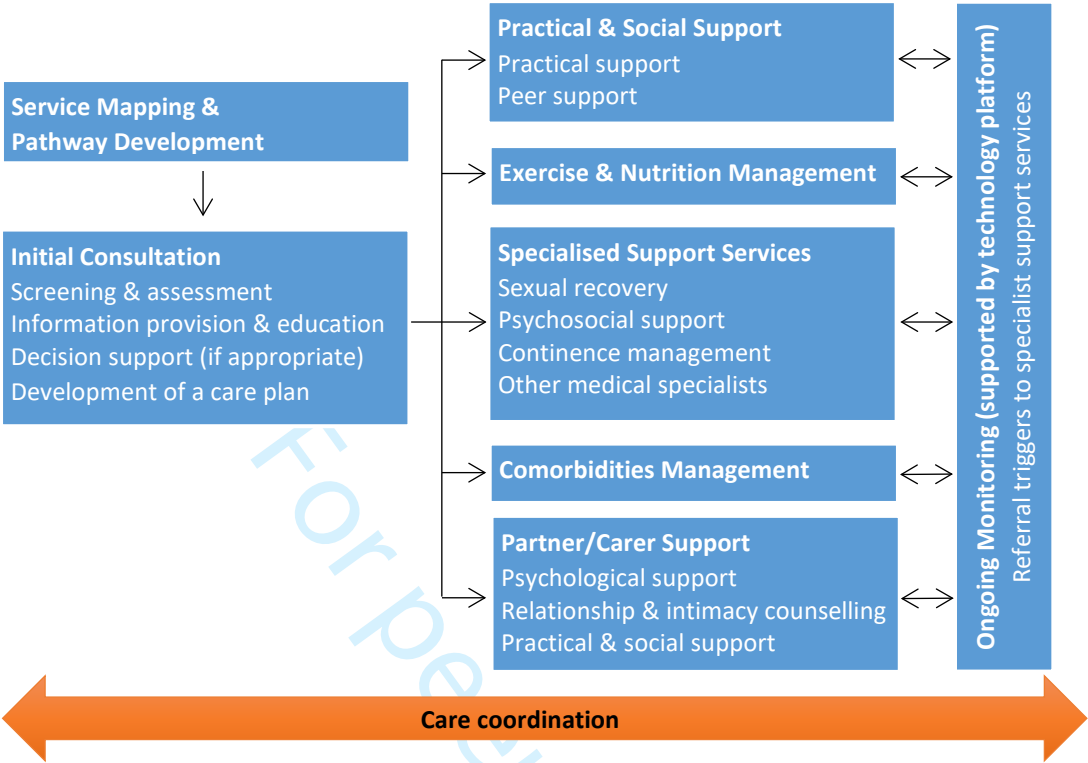 Service Mapping &
Pathway Development
Initial Consultation
Screening & assessment
Information provision & education
Decision support (if appropriate)
Development of a care plan
Practical & Social Support
Practical support
Peer support
Exercise & Nutrition Management
Specialised Support Services
Sexual recovery
Psychosocial support
Continence management
Other medical specialists
Comorbidities Management
Partner/Carer Support
Psychological support
Relationship & intimacy counselling
Practical & social support
Ongoing Monitoring (supported by technology platform)
Referral triggers to specialist support services
Care coordination
For pee